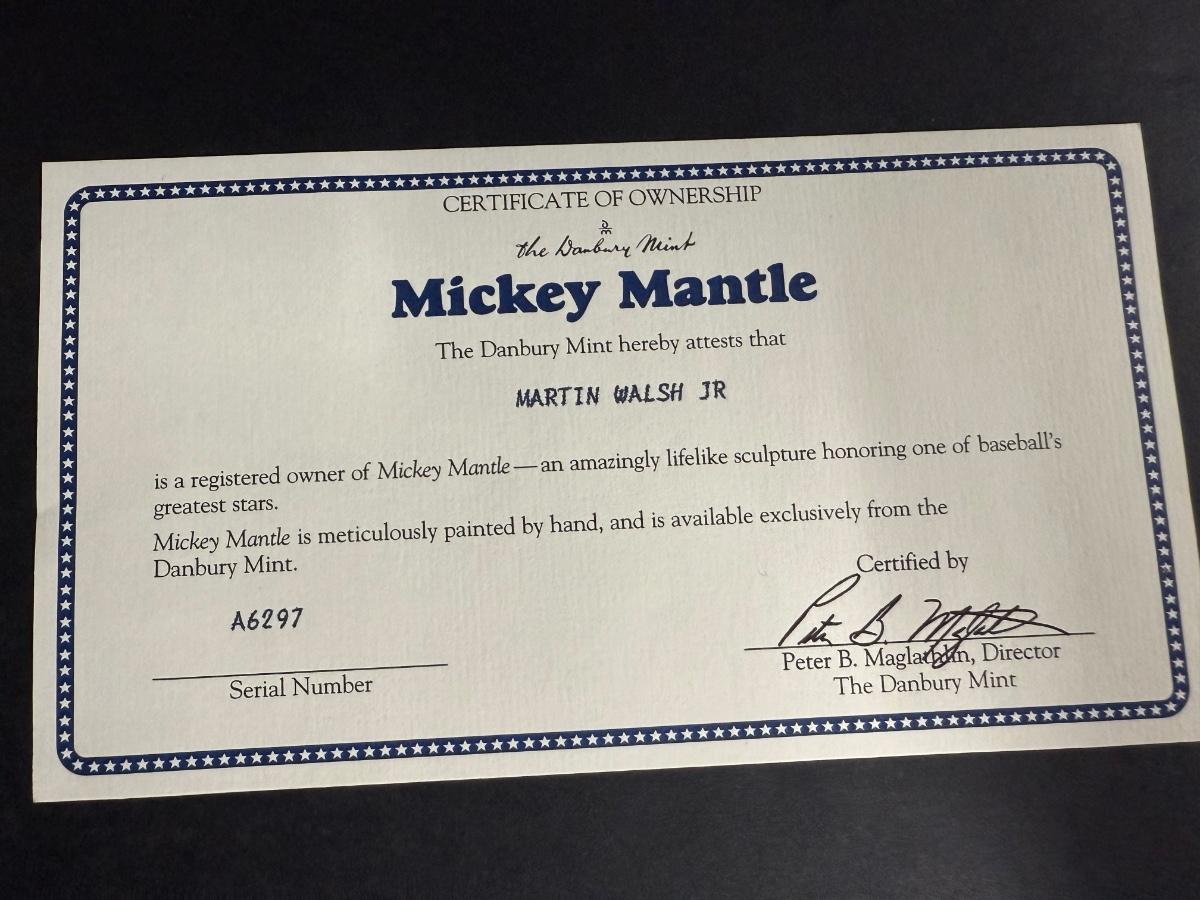 CERTIFICATE OF OWNERSHIP
DM
the Danbury Mint
Mickey Mantle
The Danbury Mint hereby attests that
MARTIN WALSH JR
is a registered owner of Mickey Mantle—an amazingly lifelike sculpture honoring one of baseball's
greatest stars.
Mickey Mantle is meticulously painted by hand, and is available exclusively from the
Danbury Mint.
Certified by
A6297
Peter B. Maglathlin
Serial Number
Peter B. Maglathlin, Director
The Danbury Mint